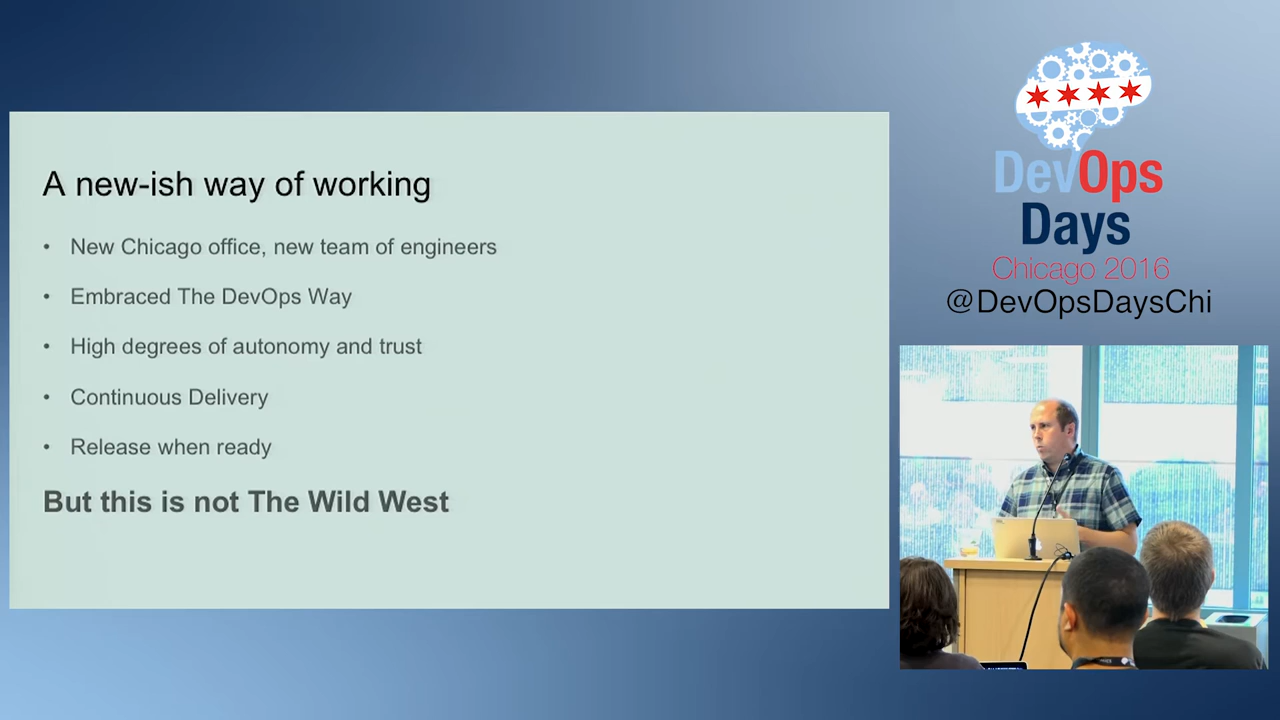 A new-ish way of working
• New Chicago office, new team of engineers
• Embraced The DevOps Way
• High degrees of autonomy and trust
• Continuous Delivery
• Release when ready
But this is not The Wild West
DevOps
Days
Chicago 2016
@DevOpsDaysChi